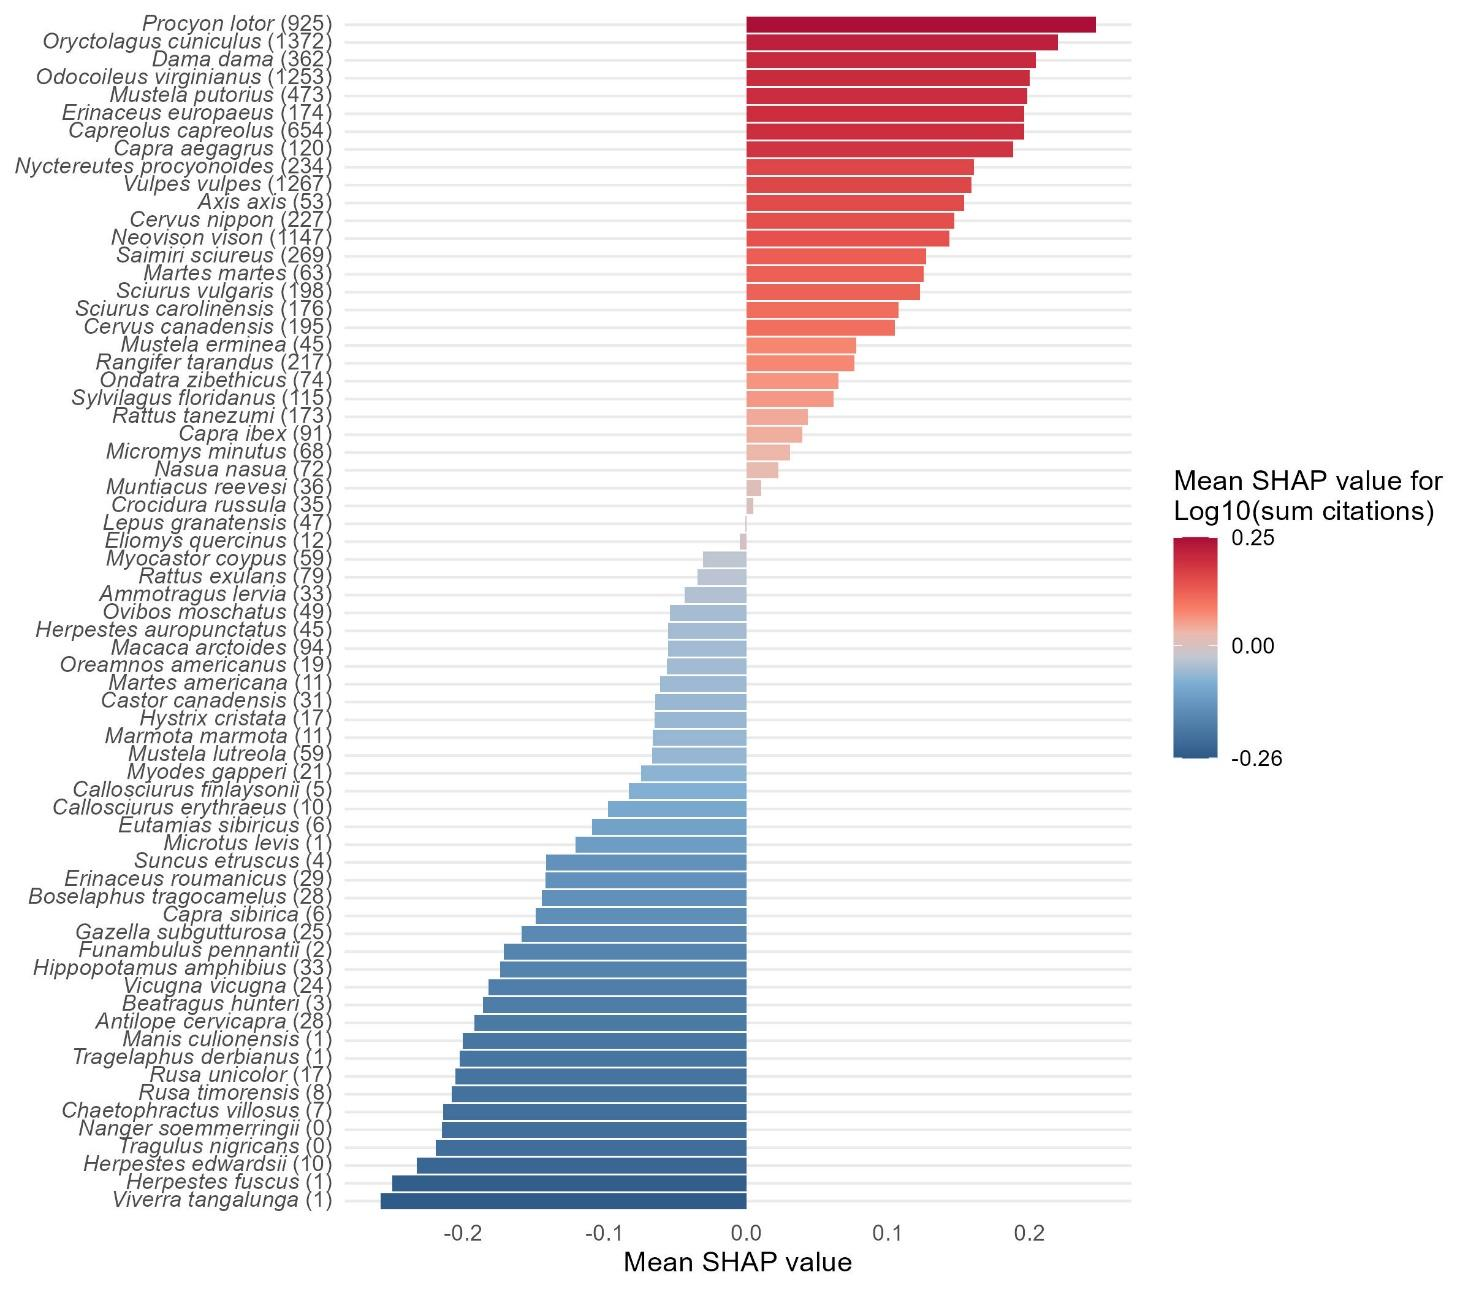 Procyon lotor (925)
Oryctolagus cuniculus (1372)
Dama dama (362)
Odocoileus virginianus (1253)
Mustela putorius (473)
Erinaceus europaeus (174)
Capreolus capreolus (654)
Capra aegagrus (120)
Nyctereutes procyonoides (234)
Vulpes vulpes (1267)
Axis axis (53)
Cervus nippon (227)
Neovison vison (1147)
Saimiri sciureus (269)
Martes martes (63)
Sciurus vulgaris (198)
Sciurus carolinensis (176)
Cervus canadensis (195)
Mustela erminea (45)
Rangifer tarandus (217)
Ondatra zibethicus (74)
Sylvilagus floridanus (115)
Rattus tanezumi (173)
Capra ibex (91)
Micromys minutus (68)
Nasua nasua (72)
Muntiacus reevesi (36)
Crocidura russula (35)
Lepus granatensis (47)
Eliomys quercinus (12)
Myocastor coypus (59)
Rattus exulans (79)
Ammotragus lervia (33)
Ovibos moschatus (49)
Herpestes auropunctatus (45)
Macaca arctoides (94)
Oreamnos americanus (19)
Martes americana (11)
Castor canadensis (31)
Hystrix cristata (17)
Marmota marmota (11)
Mustela lutreola (59)
Myodes gapperi (21)
Callosciurus finlaysonii (5)
Callosciurus erythraeus (10)
Eutamias sibiricus (6)
Microtus levis (1)
Suncus etruscus (4)
Erinaceus roumanicus (29)
Boselaphus tragocamelus (28)
Capra sibirica (6)
Gazella subgutturosa (25)
Funambulus pennantii (2)
Hippopotamus amphibius (33)
Vicugna vicugna (24)
Beatragus hunteri (3)
Antilope cervicapra (28)
Manis culionensis (1)
Tragelaphus derbianus (1)
Rusa unicolor (17)
Rusa timorensis (8)
Chaetophractus villosus (7)
Nanger soemmerringii (0)
Tragulus nigricans (0)
Herpestes edwardsii (10)
Herpestes fuscus (1)
Viverra tangalunga (1)
-0.2 -0.1 0.0 0.1 0.2
Mean SHAP value
Mean SHAP value for
Log10(sum citations)
0.25
0.00
-0.26